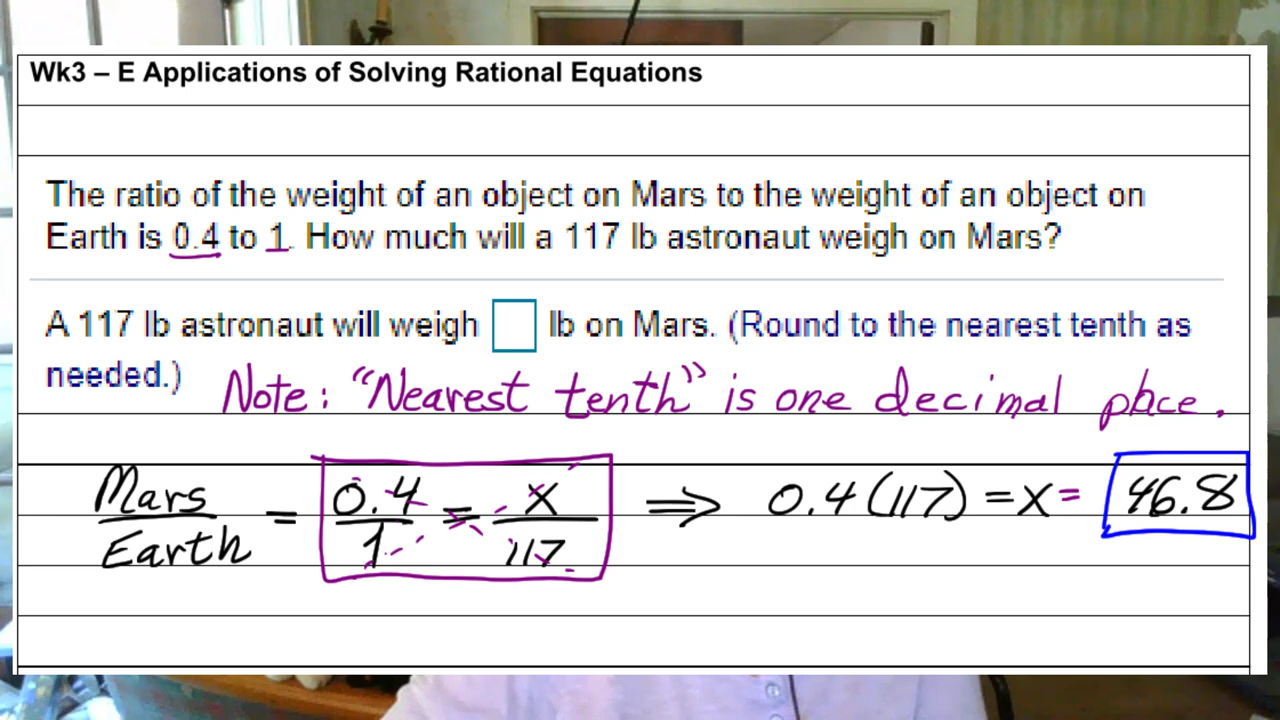 Wk3 – E Applications of Solving Rational Equations
The ratio of the weight of an object on Mars to the weight of an object on
Earth is 0.4 to 1. How much will a 117 lb astronaut weigh on Mars?
A 117 lb astronaut will weigh lb on Mars. (Round to the nearest tenth as
needed.) Note: "Nearest tenth" is one decimal place.
Mars/Earth = 0.4/1 = x/117 ⟹ 0.4(117) = x = 46.8